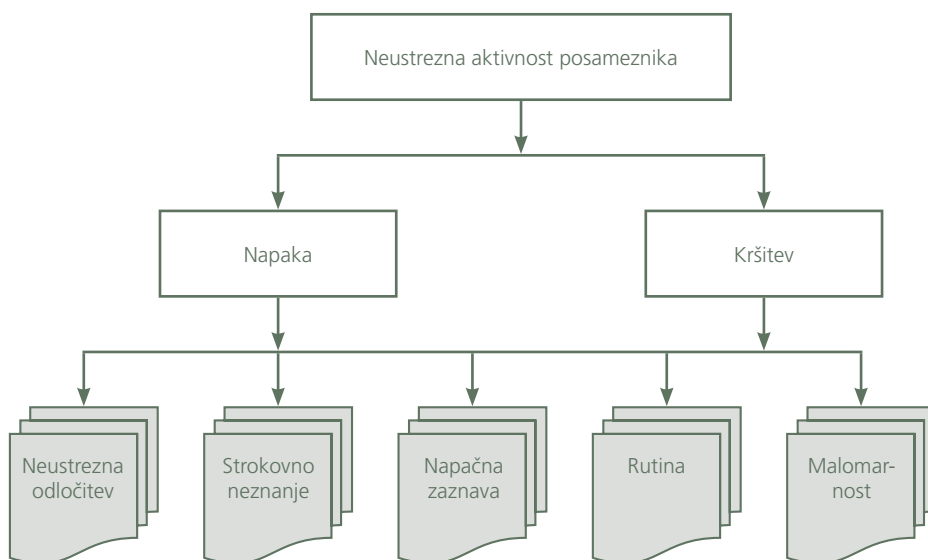 Neustrezna aktivnost posameznika
Napaka
Kršitev
Neustrezna
odločitev
Strokovno
neznanje
Napačna
zaznava
Rutina
Malomar-
nost